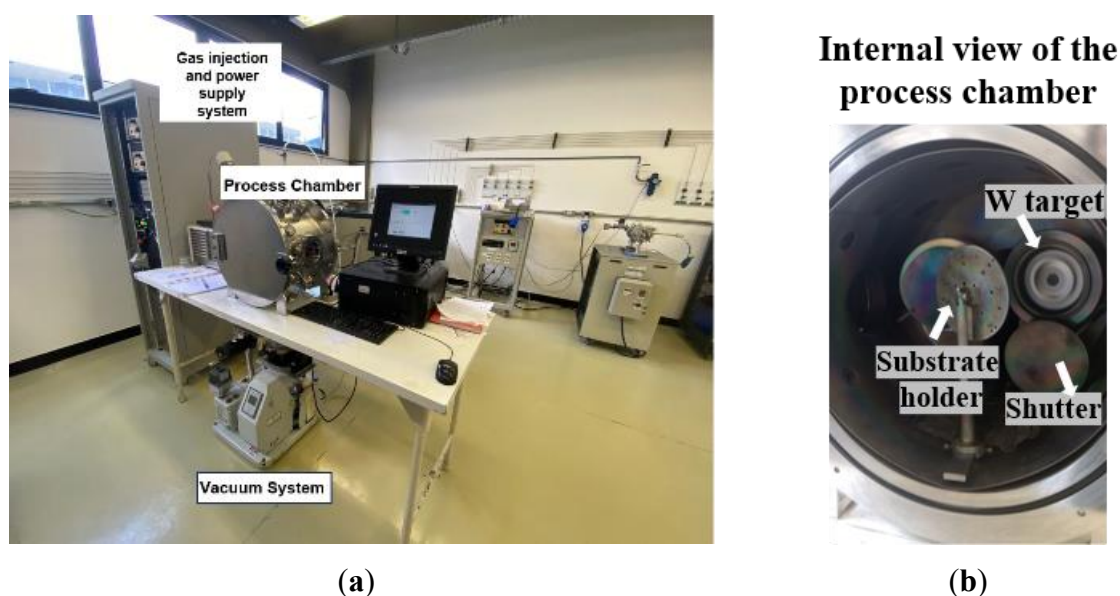 Gas injection
and power
supply
system
Process Chamber
Vacuum System
(a)
Internal view of the
process chamber
W target
Substrate
holder
Shutter
(b)